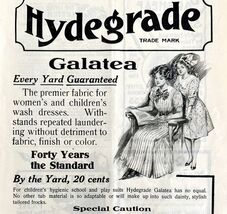 Hydegrade
TRADE MARK
Galatea
Every Yard Guaranteed
The premier fabric for
women's and children's
wash dresses. With-
stands repeated launder-
ing without detriment to
fabric, finish or color.
Forty Years
the Standard
By the Yard, 20 cents
For children's hygienic school and play suits Hydegrade Galatea has no equal.
No other tub material is so adaptable or will make up into such dainty, stylish
tailored frocks.
Special Caution